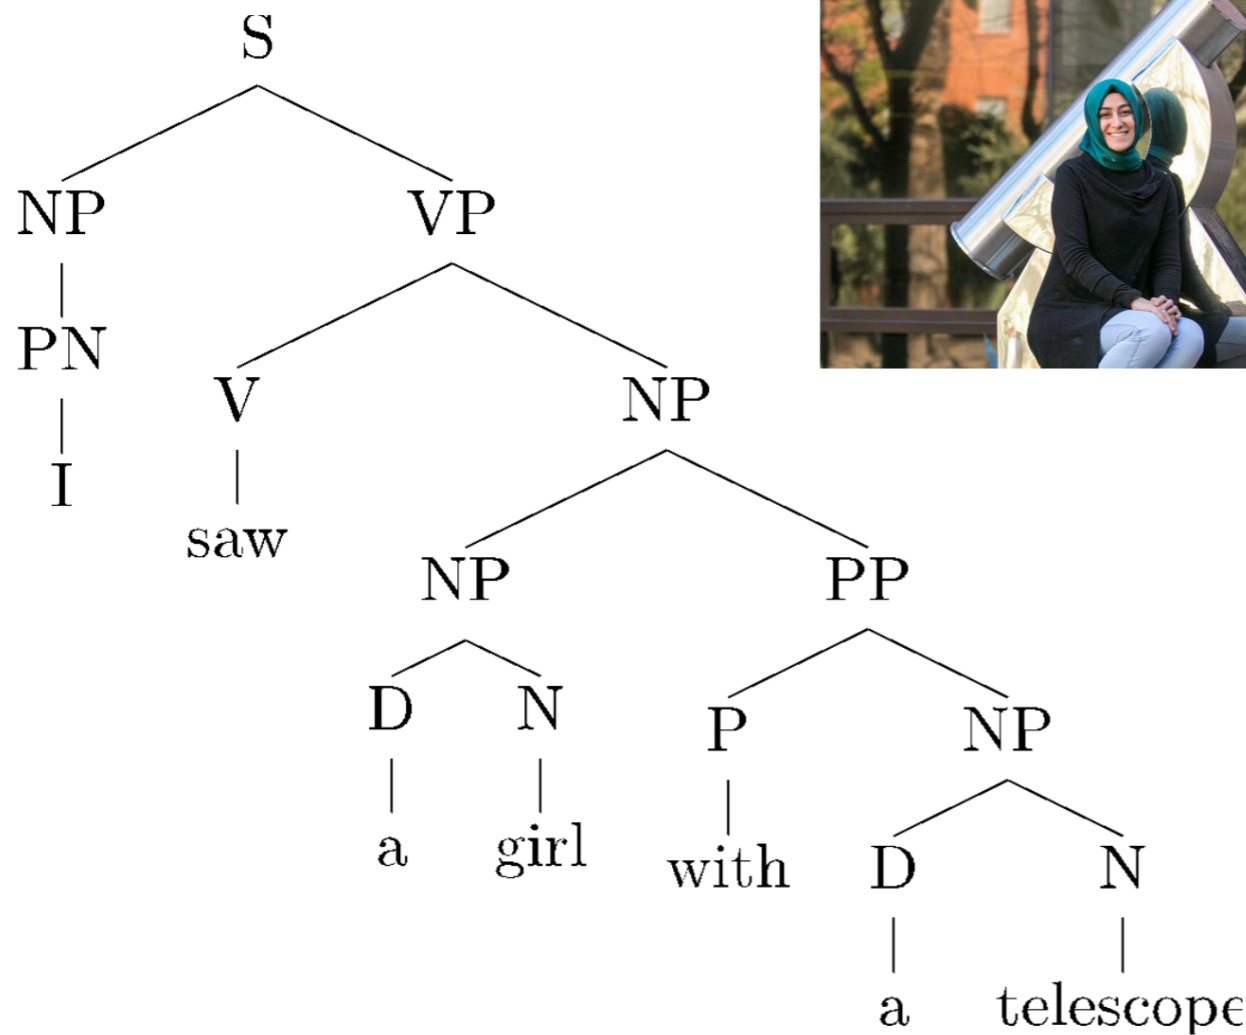 S
NP VP
PN
V NP
I
saw
NP PP
D N
P NP
a girl
with D N
a telescope